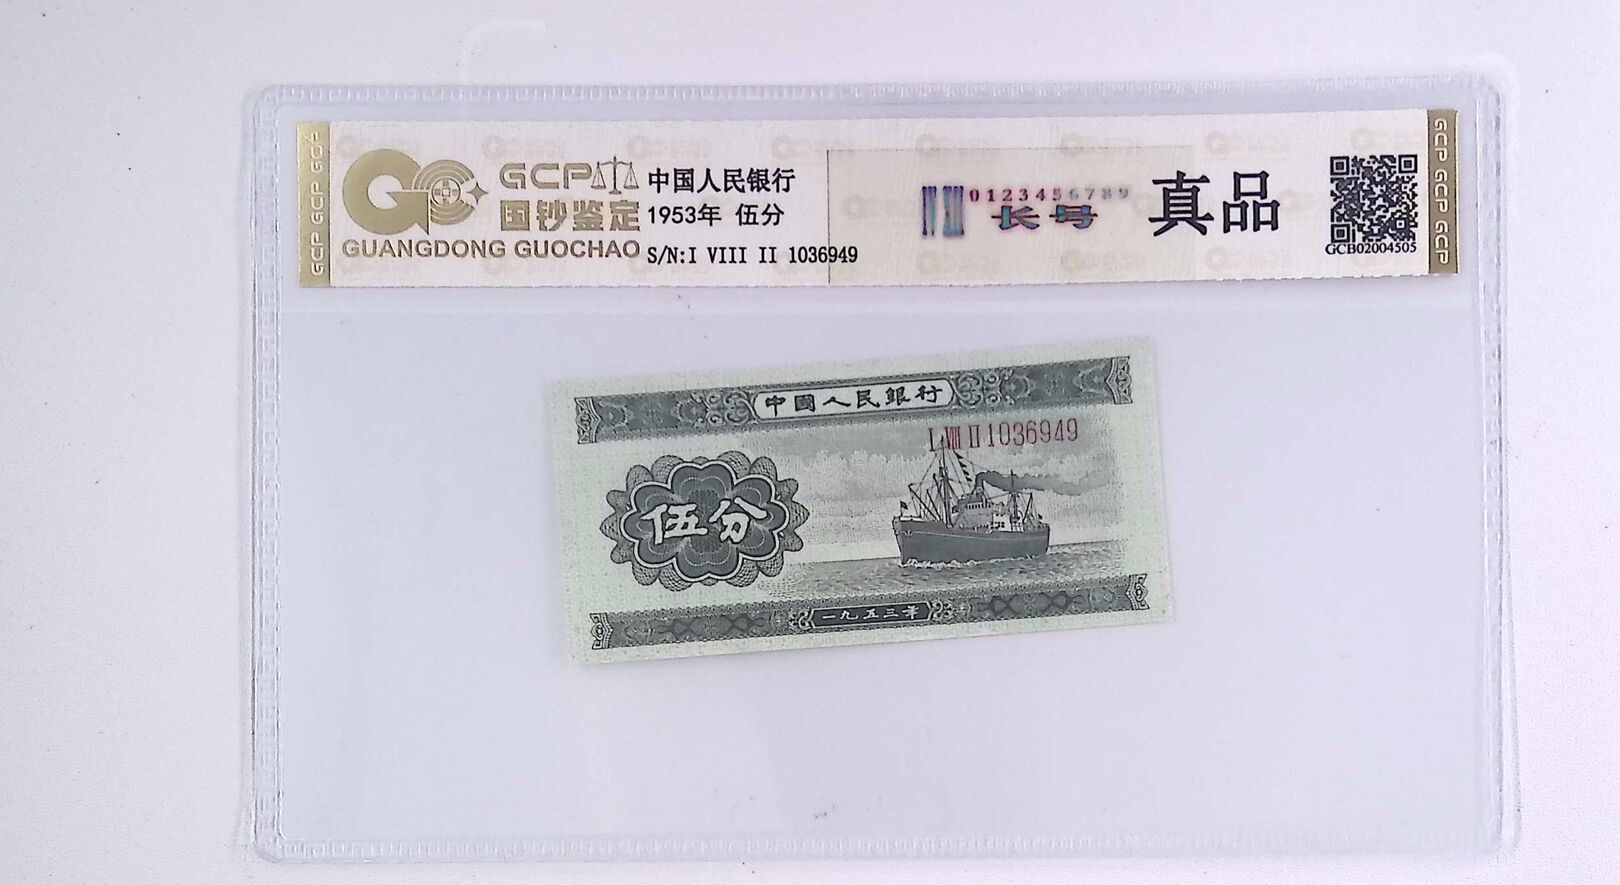 GCP GCP GCP
GCP
国钞鉴定
GUANGDONG GUOCHAO
中国人民银行
1953年 伍分
S/N:I VIII II 1036949
0123456789
长号
真品
GCB02004505
GCP GCP GCP
中國人民銀行
I VIII II 1036949
伍分
一九五三年